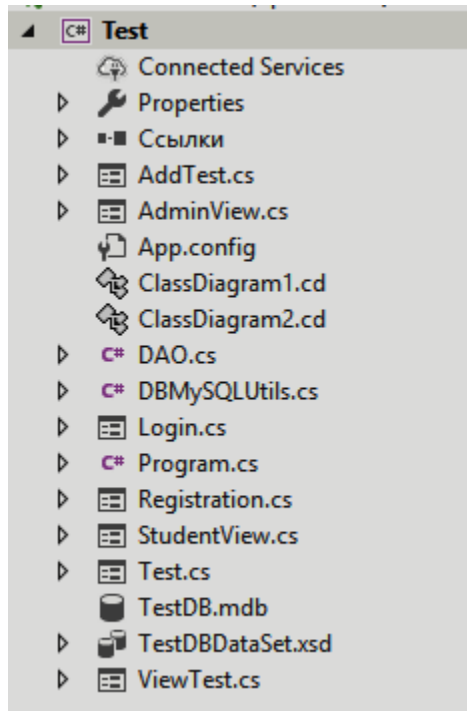 C# Test
Connected Services
Properties
Ссылки
AddTest.cs
AdminView.cs
App.config
ClassDiagram1.cd
ClassDiagram2.cd
C# DAO.cs
C# DBMySQLUtils.cs
Login.cs
C# Program.cs
Registration.cs
StudentView.cs
Test.cs
TestDB.mdb
TestDBDataSet.xsd
ViewTest.cs